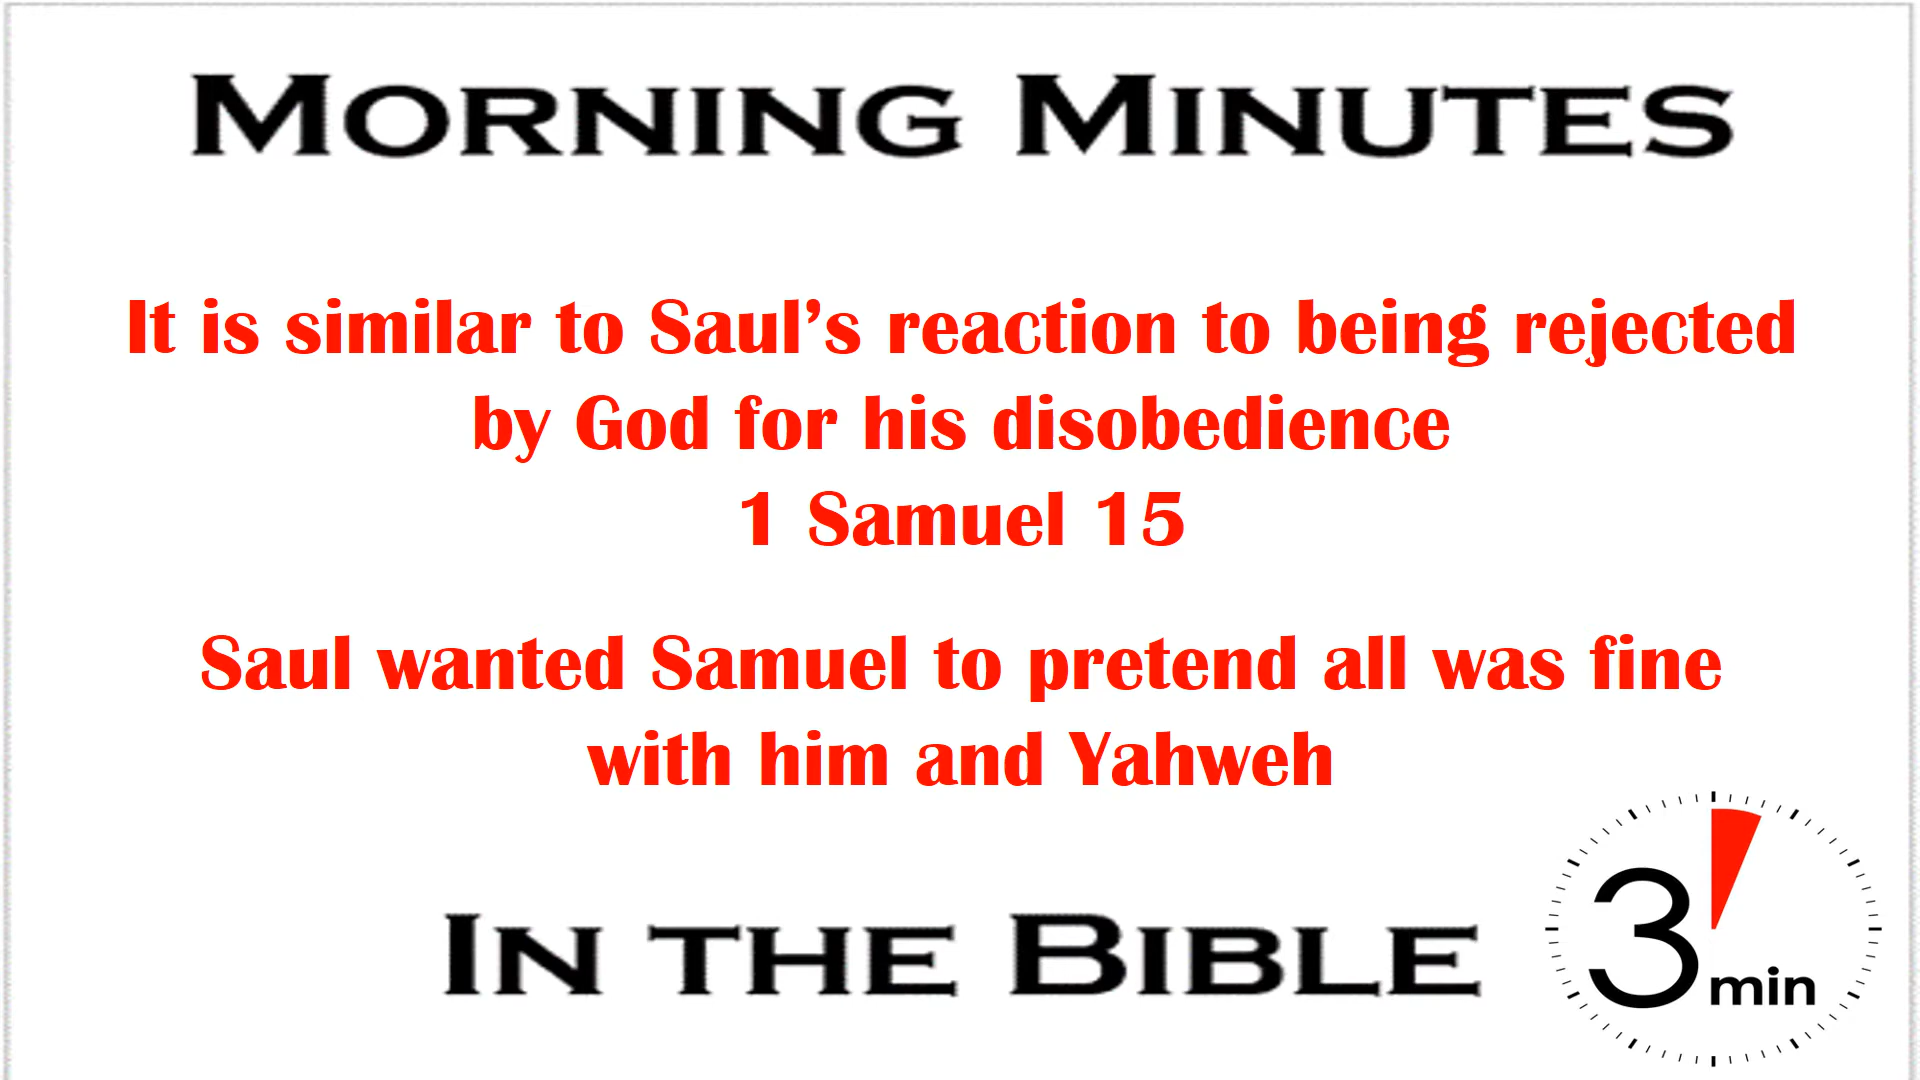 MORNING MINUTES
It is similar to Saul’s reaction to being rejected
by God for his disobedience
1 Samuel 15
Saul wanted Samuel to pretend all was fine
with him and Yahweh
IN THE BIBLE
3 min